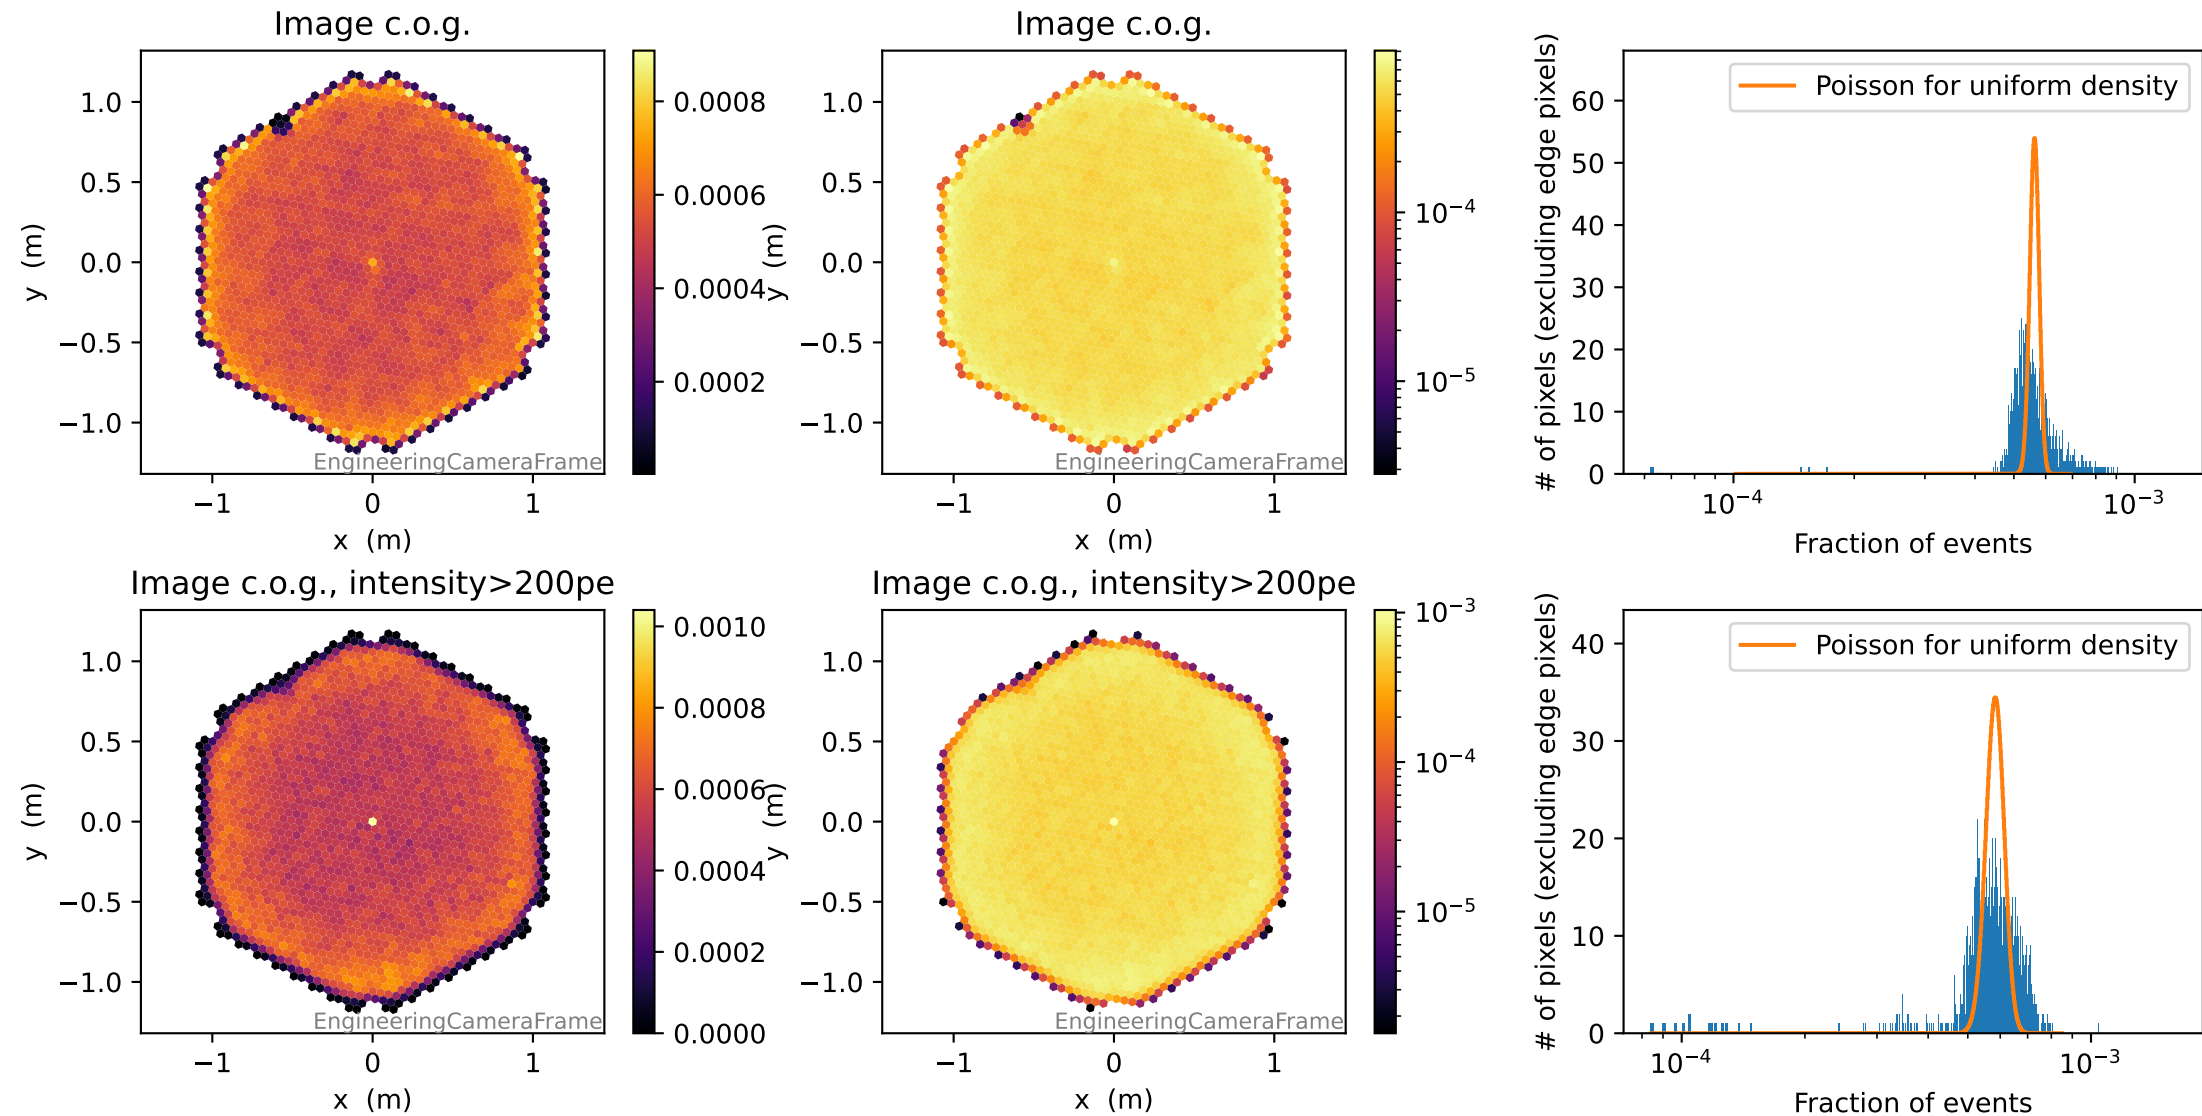 Image c.o.g.
y (m)
1.0
0.5
0.0
−0.5
−1.0
−1
0
1
x (m)
EngineeringCameraFrame
0.0008
0.0006
0.0004
0.0002
Image c.o.g.
y (m)
1.0
0.5
0.0
−0.5
−1.0
−1
0
1
x (m)
EngineeringCameraFrame
10⁻⁴
10⁻⁵
# of pixels (excluding edge pixels)
60
50
40
30
20
10
0
Poisson for uniform density
10⁻⁴
10⁻³
Fraction of events
Image c.o.g., intensity>200pe
y (m)
1.0
0.5
0.0
−0.5
−1.0
−1
0
1
x (m)
EngineeringCameraFrame
0.0010
0.0008
0.0006
0.0004
0.0002
0.0000
Image c.o.g., intensity>200pe
y (m)
1.0
0.5
0.0
−0.5
−1.0
−1
0
1
x (m)
EngineeringCameraFrame
10⁻³
10⁻⁴
10⁻⁵
# of pixels (excluding edge pixels)
40
30
20
10
0
Poisson for uniform density
10⁻⁴
10⁻³
Fraction of events